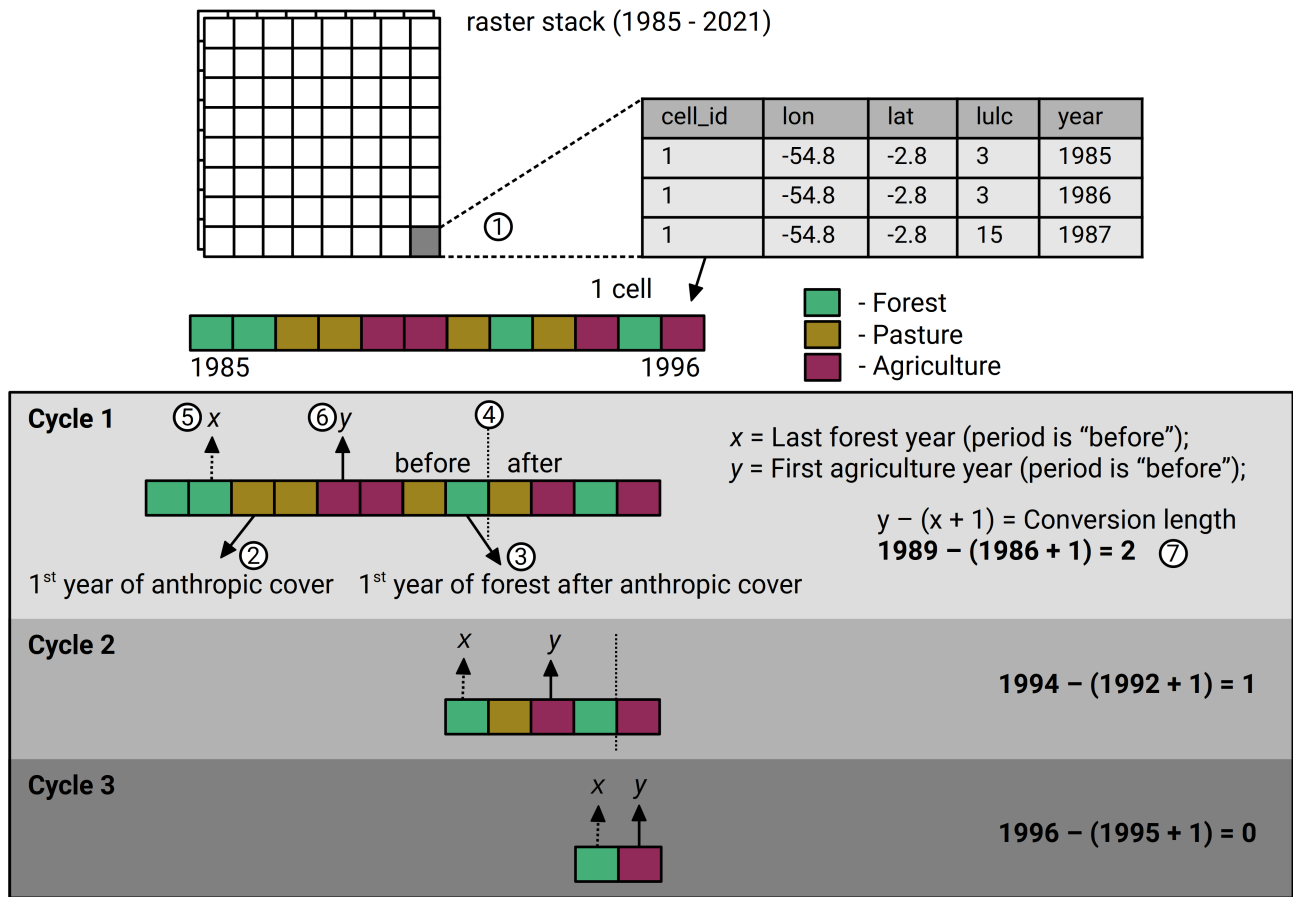 raster stack (1985 - 2021)
cell_id lon lat lulc year
1 -54.8 -2.8 3 1985
1 -54.8 -2.8 3 1986
1 -54.8 -2.8 15 1987
1
1 cell
1985 1996
- Forest
- Pasture
- Agriculture
Cycle 1
5 x 6 y 4
before after
x = Last forest year (period is “before”);
y = First agriculture year (period is “before”);
y – (x + 1) = Conversion length
1989 – (1986 + 1) = 2 7
2 3
1st year of anthropic cover 1st year of forest after anthropic cover
Cycle 2
x y
1994 – (1992 + 1) = 1
Cycle 3
x y
1996 – (1995 + 1) = 0